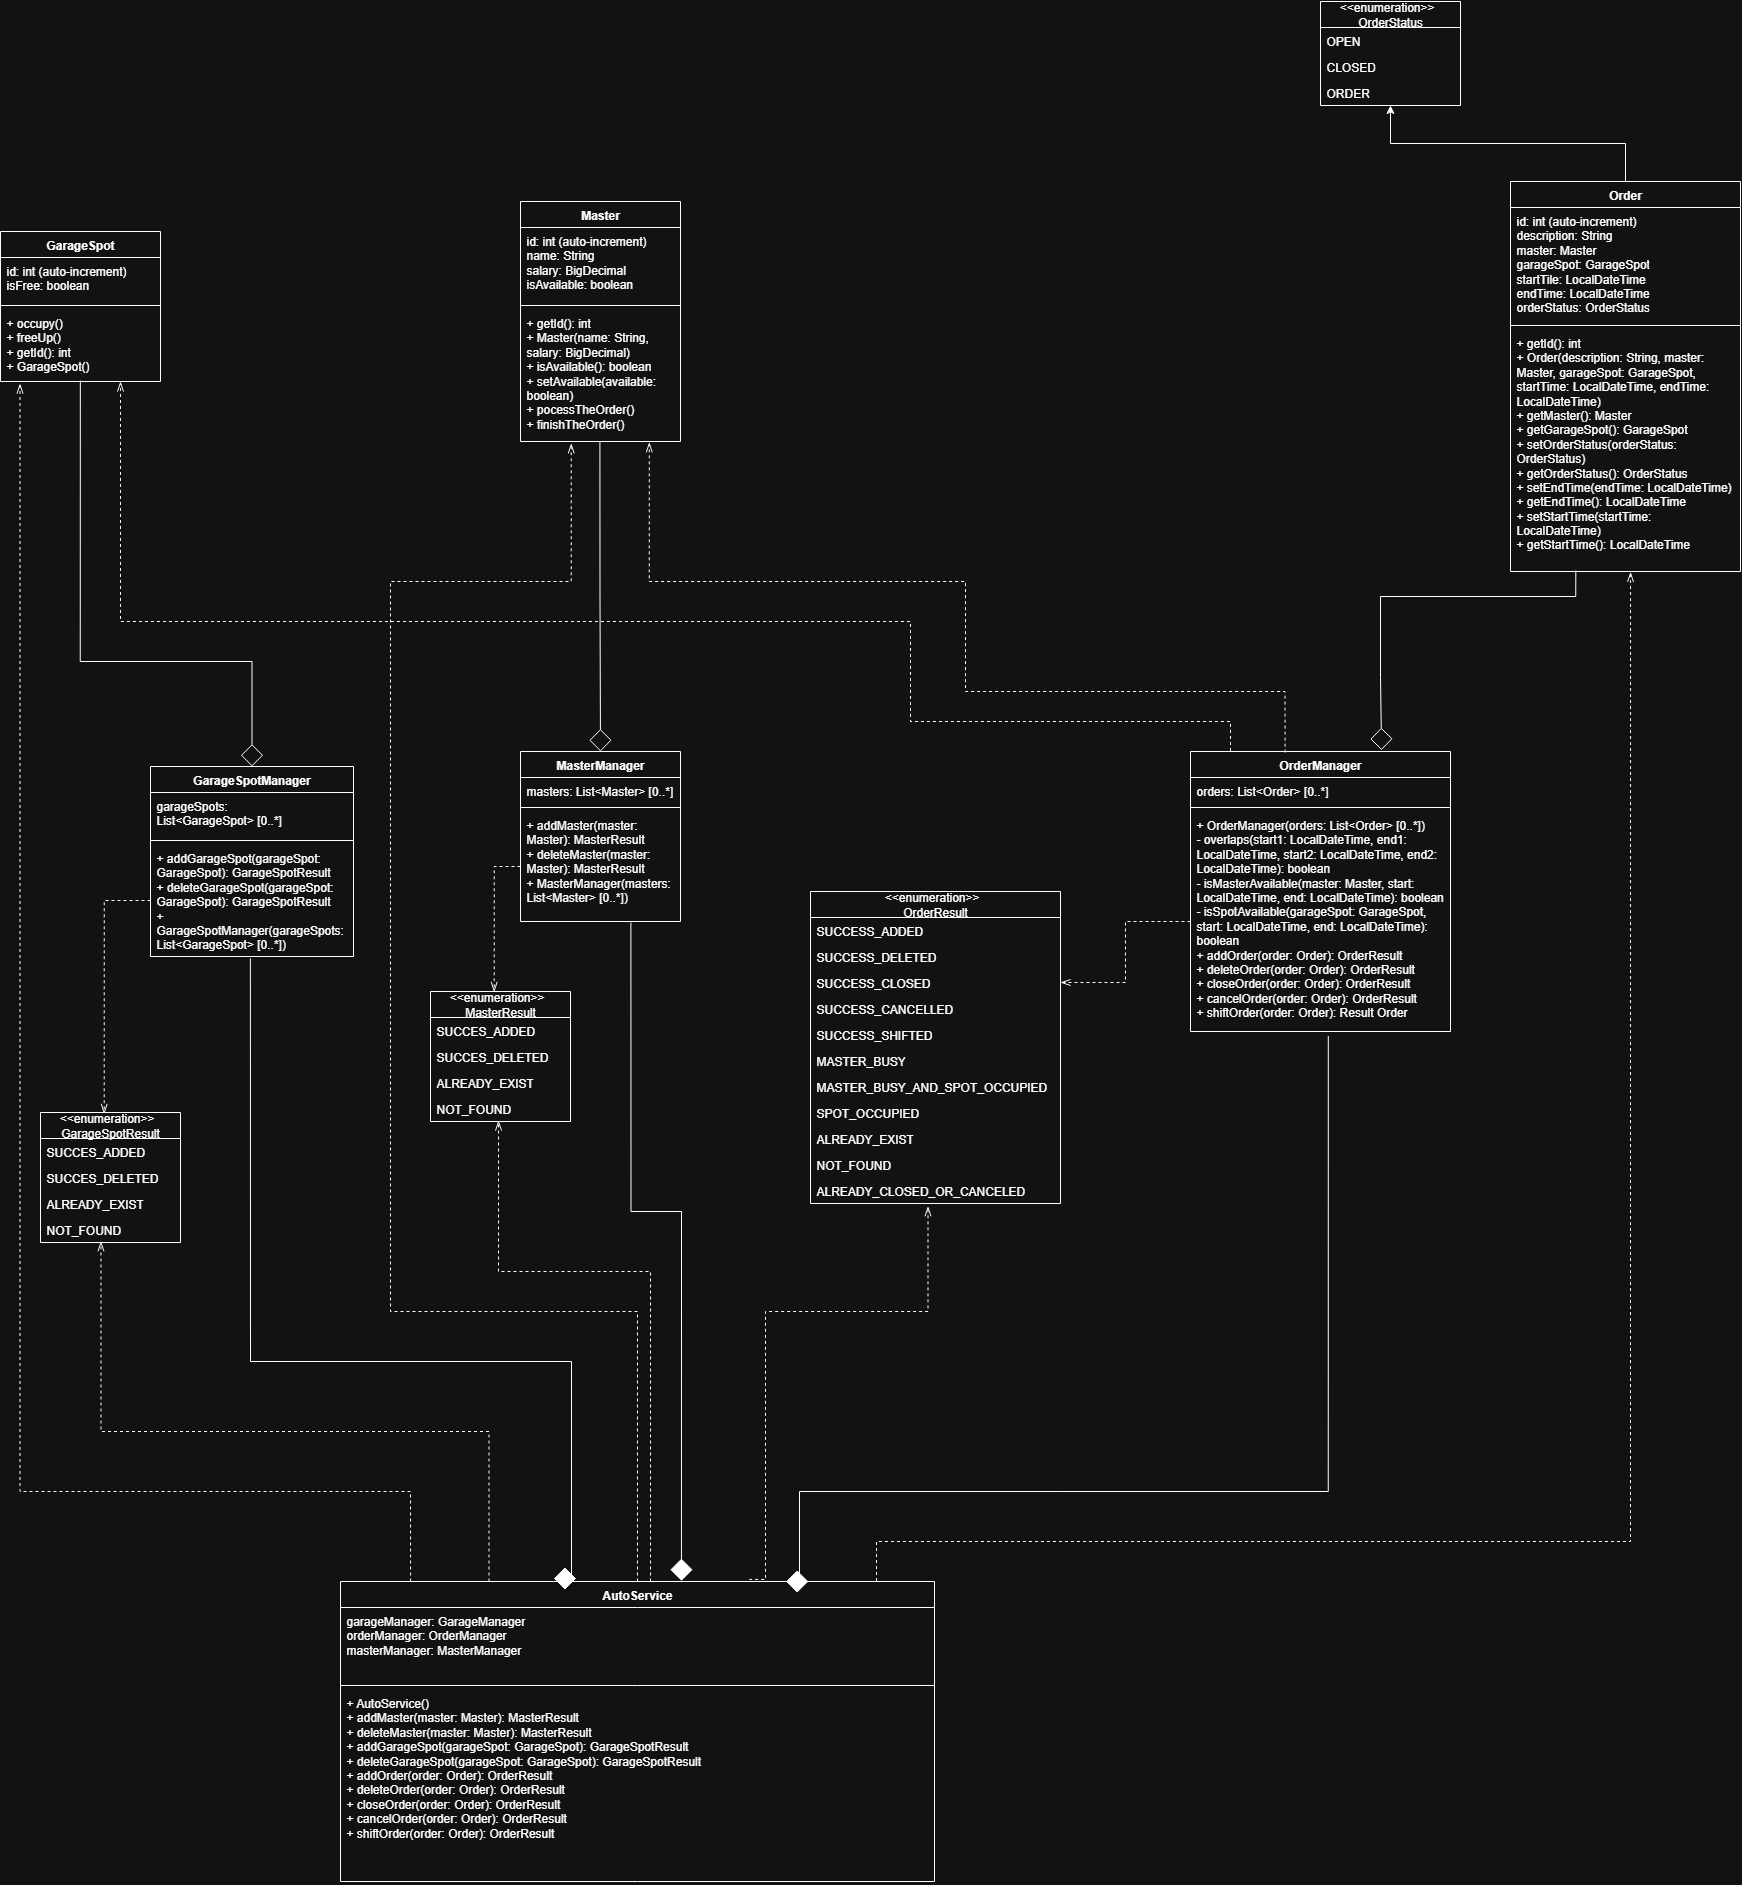 <<enumeration>>
OrderStatus
OPEN
CLOSED
ORDER
Order
id: int (auto-increment)
description: String
master: Master
garageSpot: GarageSpot
startTile: LocalDateTime
endTime: LocalDateTime
orderStatus: OrderStatus
+ getId(): int
+ Order(description: String, master:
Master, garageSpot: GarageSpot,
startTime: LocalDateTime, endTime:
LocalDateTime)
+ getMaster(): Master
+ getGarageSpot(): GarageSpot
+ setOrderStatus(orderStatus:
OrderStatus)
+ getOrderStatus(): OrderStatus
+ setEndTime(endTime: LocalDateTime)
+ getEndTime(): LocalDateTime
+ setStartTime(startTime:
LocalDateTime)
+ getStartTime(): LocalDateTime
Master
id: int (auto-increment)
name: String
salary: BigDecimal
isAvailable: boolean
+ getId(): int
+ Master(name: String,
salary: BigDecimal)
+ isAvailable(): boolean
+ setAvailable(available:
boolean)
+ pocessTheOrder()
+ finishTheOrder()
GarageSpot
id: int (auto-increment)
isFree: boolean
+ occupy()
+ freeUp()
+ getId(): int
+ GarageSpot()
GarageSpotManager
garageSpots:
List<GarageSpot> [0..*]
+ addGarageSpot(garageSpot:
GarageSpot): GarageSpotResult
+ deleteGarageSpot(garageSpot:
GarageSpot): GarageSpotResult
+
GarageSpotManager(garageSpots:
List<GarageSpot> [0..*])
MasterManager
masters: List<Master> [0..*]
+ addMaster(master:
Master): MasterResult
+ deleteMaster(master:
Master): MasterResult
+ MasterManager(masters:
List<Master> [0..*])
OrderManager
orders: List<Order> [0..*]
+ OrderManager(orders: List<Order> [0..*])
- overlaps(start1: LocalDateTime, end1:
LocalDateTime, start2: LocalDateTime, end2:
LocalDateTime): boolean
- isMasterAvailable(master: Master, start:
LocalDateTime, end: LocalDateTime): boolean
- isSpotAvailable(garageSpot: GarageSpot,
start: LocalDateTime, end: LocalDateTime):
boolean
+ addOrder(order: Order): OrderResult
+ deleteOrder(order: Order): OrderResult
+ closeOrder(order: Order): OrderResult
+ cancelOrder(order: Order): OrderResult
+ shiftOrder(order: Order): Result Order
<<enumeration>>
OrderResult
SUCCESS_ADDED
SUCCESS_DELETED
SUCCESS_CLOSED
SUCCESS_CANCELLED
SUCCESS_SHIFTED
MASTER_BUSY
MASTER_BUSY_AND_SPOT_OCCUPIED
SPOT_OCCUPIED
ALREADY_EXIST
NOT_FOUND
ALREADY_CLOSED_OR_CANCELED
<<enumeration>>
MasterResult
SUCCES_ADDED
SUCCES_DELETED
ALREADY_EXIST
NOT_FOUND
<<enumeration>>
GarageSpotResult
SUCCES_ADDED
SUCCES_DELETED
ALREADY_EXIST
NOT_FOUND
AutoService
garageManager: GarageManager
orderManager: OrderManager
masterManager: MasterManager
+ AutoService()
+ addMaster(master: Master): MasterResult
+ deleteMaster(master: Master): MasterResult
+ addGarageSpot(garageSpot: GarageSpot): GarageSpotResult
+ deleteGarageSpot(garageSpot: GarageSpot): GarageSpotResult
+ addOrder(order: Order): OrderResult
+ deleteOrder(order: Order): OrderResult
+ closeOrder(order: Order): OrderResult
+ cancelOrder(order: Order): OrderResult
+ shiftOrder(order: Order): OrderResult